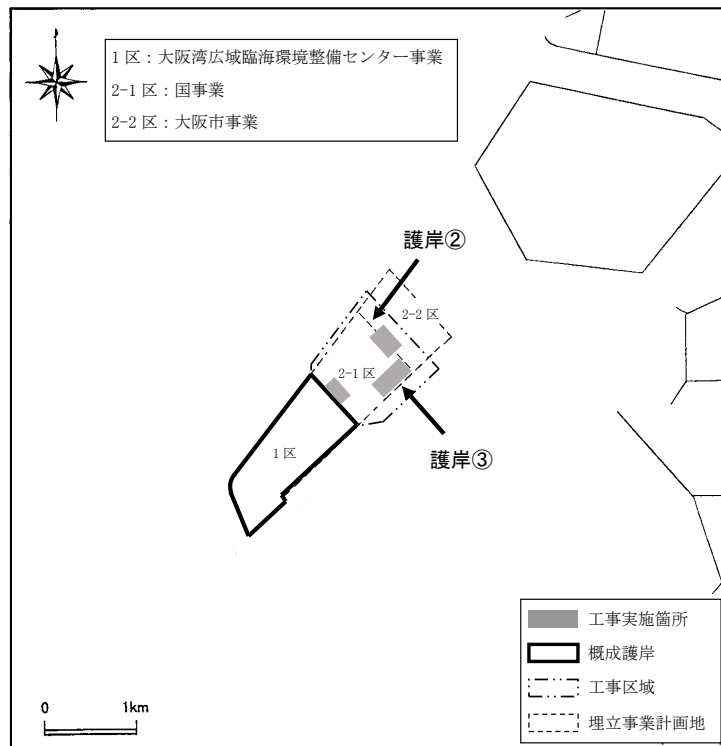 1 区：大阪湾広域臨海環境整備センター事業
2-1 区：国事業
2-2 区：大阪市事業
護岸②
2-2 区
2-1 区
護岸③
1 区
工事実施箇所
概成護岸
工事区域
埋立事業計画地
0 1km